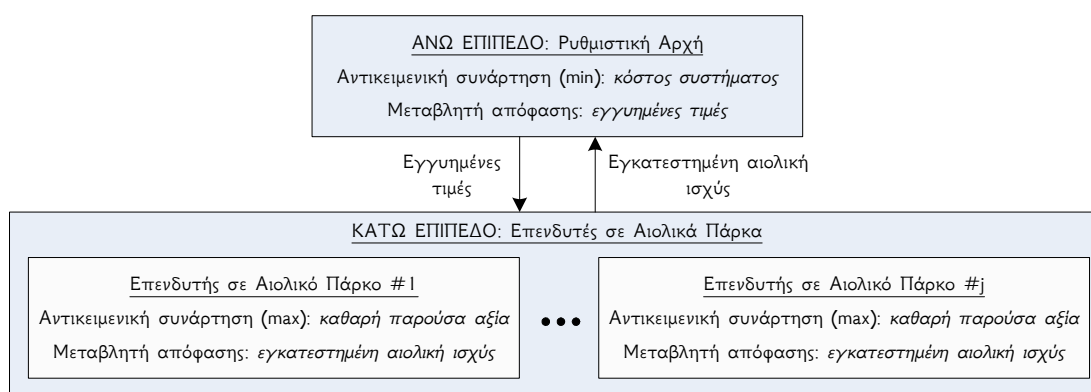 ΑΝΩ ΕΠΙΠΕΔΟ: Ρυθμιστική Αρχή
Αντικειμενική συνάρτηση (min): κόστος συστήματος
Μεταβλητή απόφασης: εγγυημένες τιμές
Εγγυημένες
τιμές
Εγκατεστημένη αιολική
ισχύς
ΚΑΤΩ ΕΠΙΠΕΔΟ: Επενδυτές σε Αιολικά Πάρκα
Επενδυτής σε Αιολικό Πάρκο #1
Αντικειμενική συνάρτηση (max): καθαρή παρούσα αξία
Μεταβλητή απόφασης: εγκατεστημένη αιολική ισχύς
Επενδυτής σε Αιολικό Πάρκο #j
Αντικειμενική συνάρτηση (max): καθαρή παρούσα αξία
Μεταβλητή απόφασης: εγκατεστημένη αιολική ισχύς